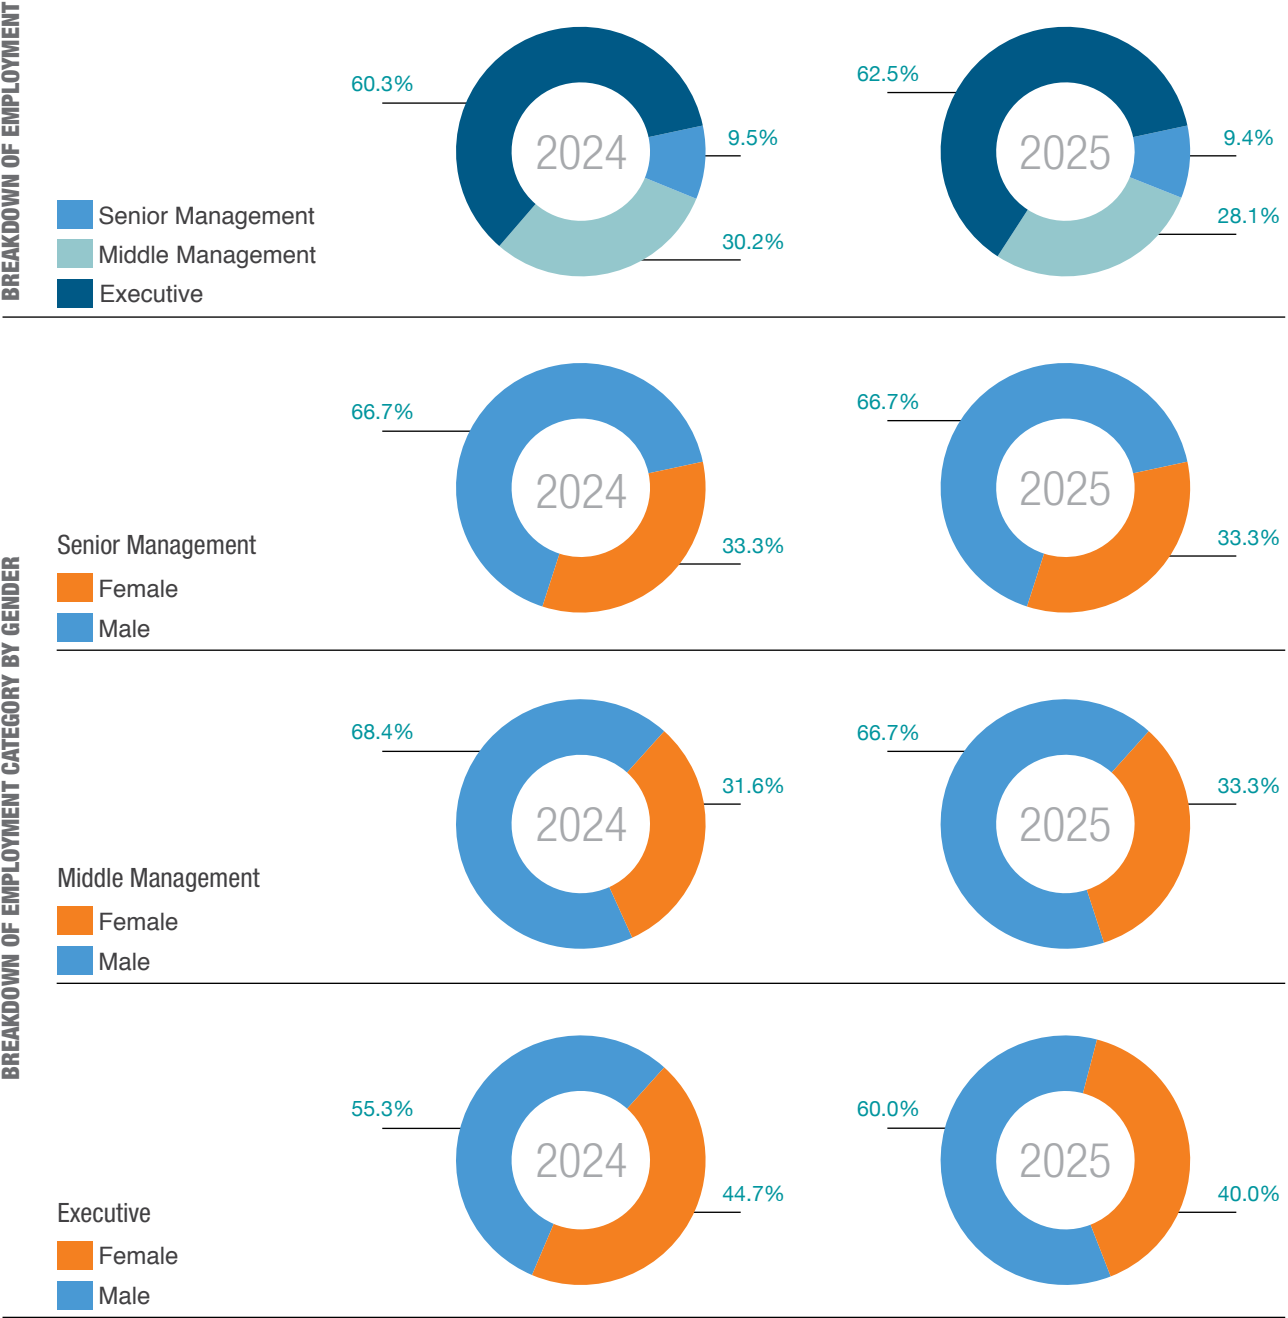 BREAKDOWN OF EMPLOYMENT
60.3%
2024
9.5%
30.2%
62.5%
2025
9.4%
28.1%
Senior Management
Middle Management
Executive
BREAKDOWN OF EMPLOYMENT CATEGORY BY GENDER
66.7%
2024
33.3%
66.7%
2025
33.3%
Senior Management
Female
Male
68.4%
2024
31.6%
66.7%
2025
33.3%
Middle Management
Female
Male
55.3%
2024
44.7%
60.0%
2025
40.0%
Executive
Female
Male